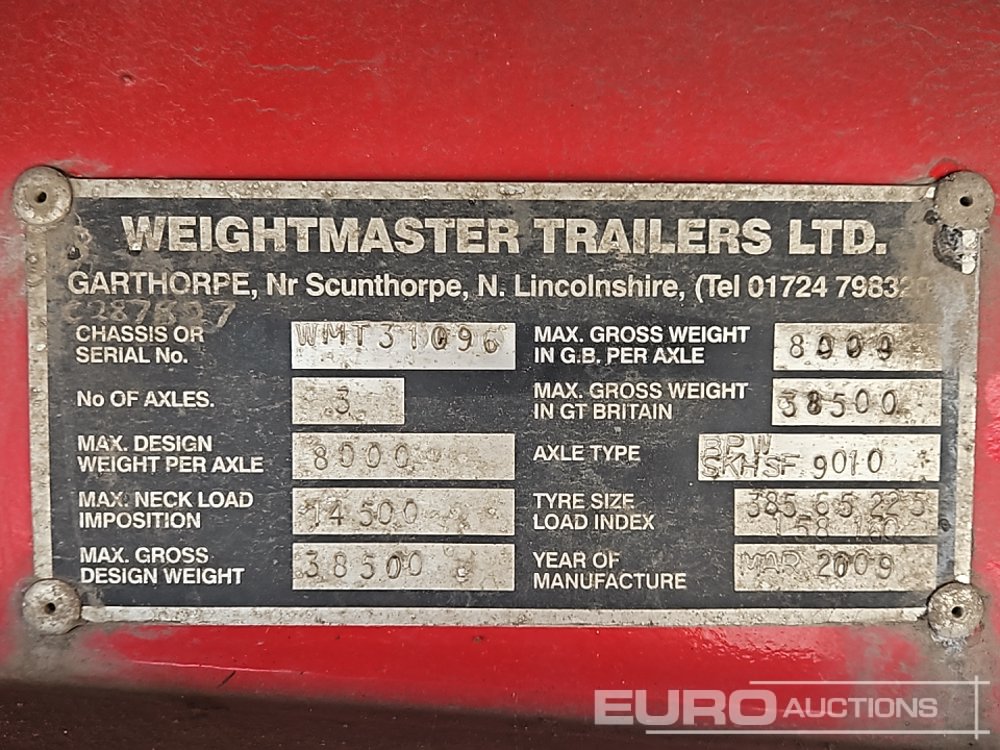 WEIGHTMASTER TRAILERS LTD.
GARTHORPE, Nr Scunthorpe, N. Lincolnshire, (Tel 01724 798320
CHASSIS OR
SERIAL No.
WMT31096
No OF AXLES.
3
MAX. DESIGN
WEIGHT PER AXLE
8000
MAX. NECK LOAD
IMPOSITION
14500
MAX. GROSS
DESIGN WEIGHT
38500
MAX. GROSS WEIGHT
IN G.B. PER AXLE
8000
MAX. GROSS WEIGHT
IN GT BRITAIN
38500
AXLE TYPE
BPW
SKHSF 9010
TYRE SIZE
LOAD INDEX
385 65 22 5
158 160
YEAR OF
MANUFACTURE
MAR 2009
EURO AUCTIONS